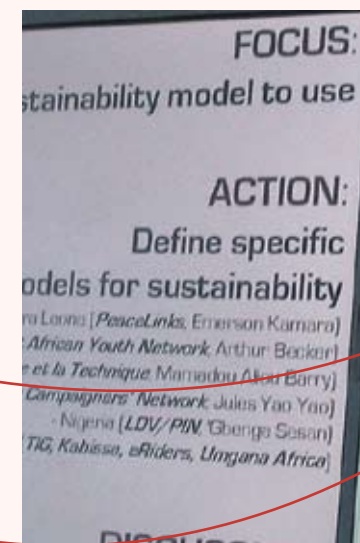 FOCUS:
stainability model to use
ACTION:
Define specific
odels for sustainability
ra Leone (PeaceLinks, Emerson Kamara)
African Youth Network, Arthur Becker)
e et la Technique, Mamadou Aliou Barry)
Campaigners' Network, Jules Yao Yao)
- Nigeria (LDV/PIN, 'Gbenga Sesan)
TIG, Kabissa, eRiders, Umgana Africa)